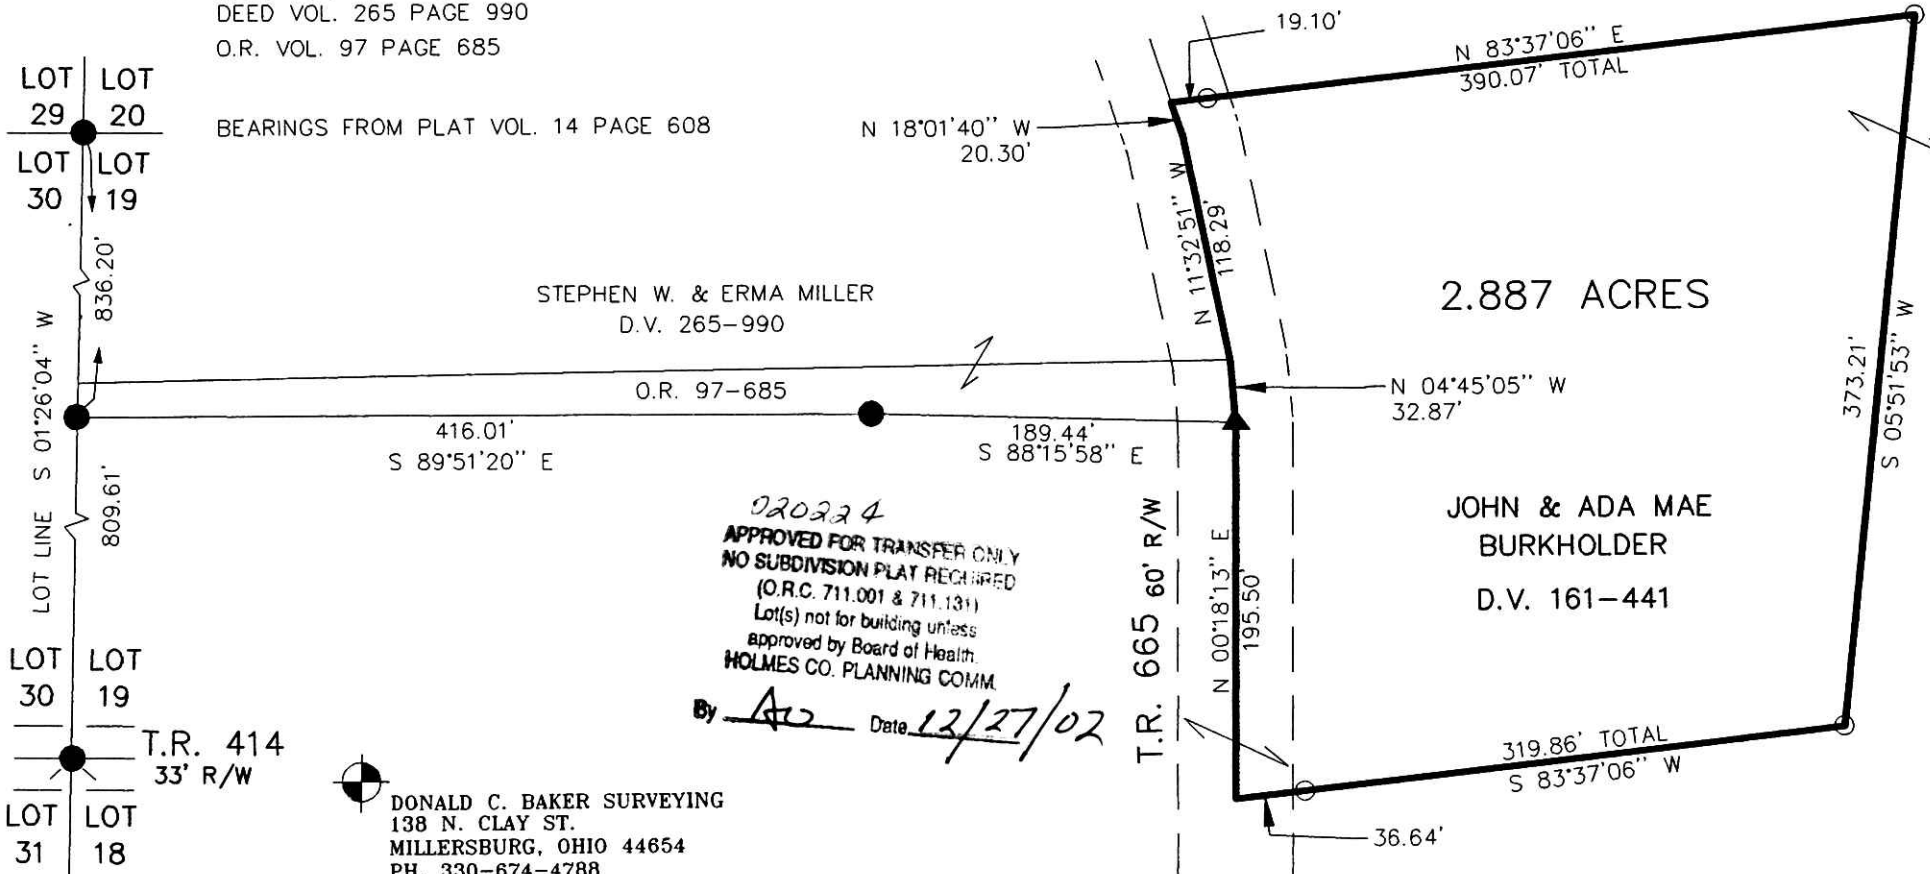 DEED VOL. 265 PAGE 990
O.R. VOL. 97 PAGE 685
BEARINGS FROM PLAT VOL. 14 PAGE 608
LOT 29
LOT 20
LOT 30
LOT 19
836.20'
LOT LINE S 01°26'04" W
809.61'
LOT 30
LOT 19
T.R. 414
33' R/W
LOT 31
LOT 18
STEPHEN W. & ERMA MILLER
D.V. 265-990
O.R. 97-685
416.01'
S 89°51'20" E
189.44'
S 88°15'58" E
020224
APPROVED FOR TRANSFER ONLY
NO SUBDIVISION PLAT REQUIRED
(O.R.C. 711.001 & 711.131)
Lot(s) not for building unless
approved by Board of Health.
HOLMES CO. PLANNING COMM.
By Date 12/27/02
DONALD C. BAKER SURVEYING
138 N. CLAY ST.
MILLERSBURG, OHIO 44654
PH. 330-674-4788
19.10'
N 83°37'06" E
390.07' TOTAL
N 18°01'40" W
20.30'
N 11°32'51" W
118.29'
N 04°45'05" W
32.87'
T.R. 665 60' R/W
N 00°18'13" E
195.50'
2.887 ACRES
JOHN & ADA MAE
BURKHOLDER
D.V. 161-441
373.21'
S 05°51'53" W
319.86' TOTAL
S 83°37'06" W
36.64'